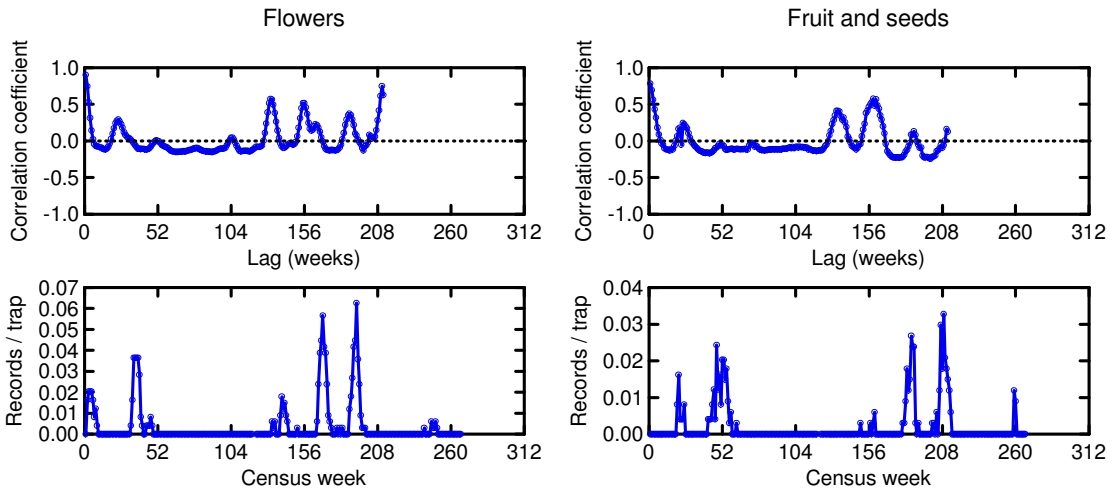 Flowers
Fruit and seeds
Correlation coefficient
1.0
0.5
0.0
-0.5
-1.0
0 52 104 156 208 260 312
Lag (weeks)
Correlation coefficient
1.0
0.5
0.0
-0.5
-1.0
0 52 104 156 208 260 312
Lag (weeks)
Records / trap
0.07
0.06
0.05
0.04
0.03
0.02
0.01
0.00
0 52 104 156 208 260 312
Census week
Records / trap
0.04
0.03
0.02
0.01
0.00
0 52 104 156 208 260 312
Census week